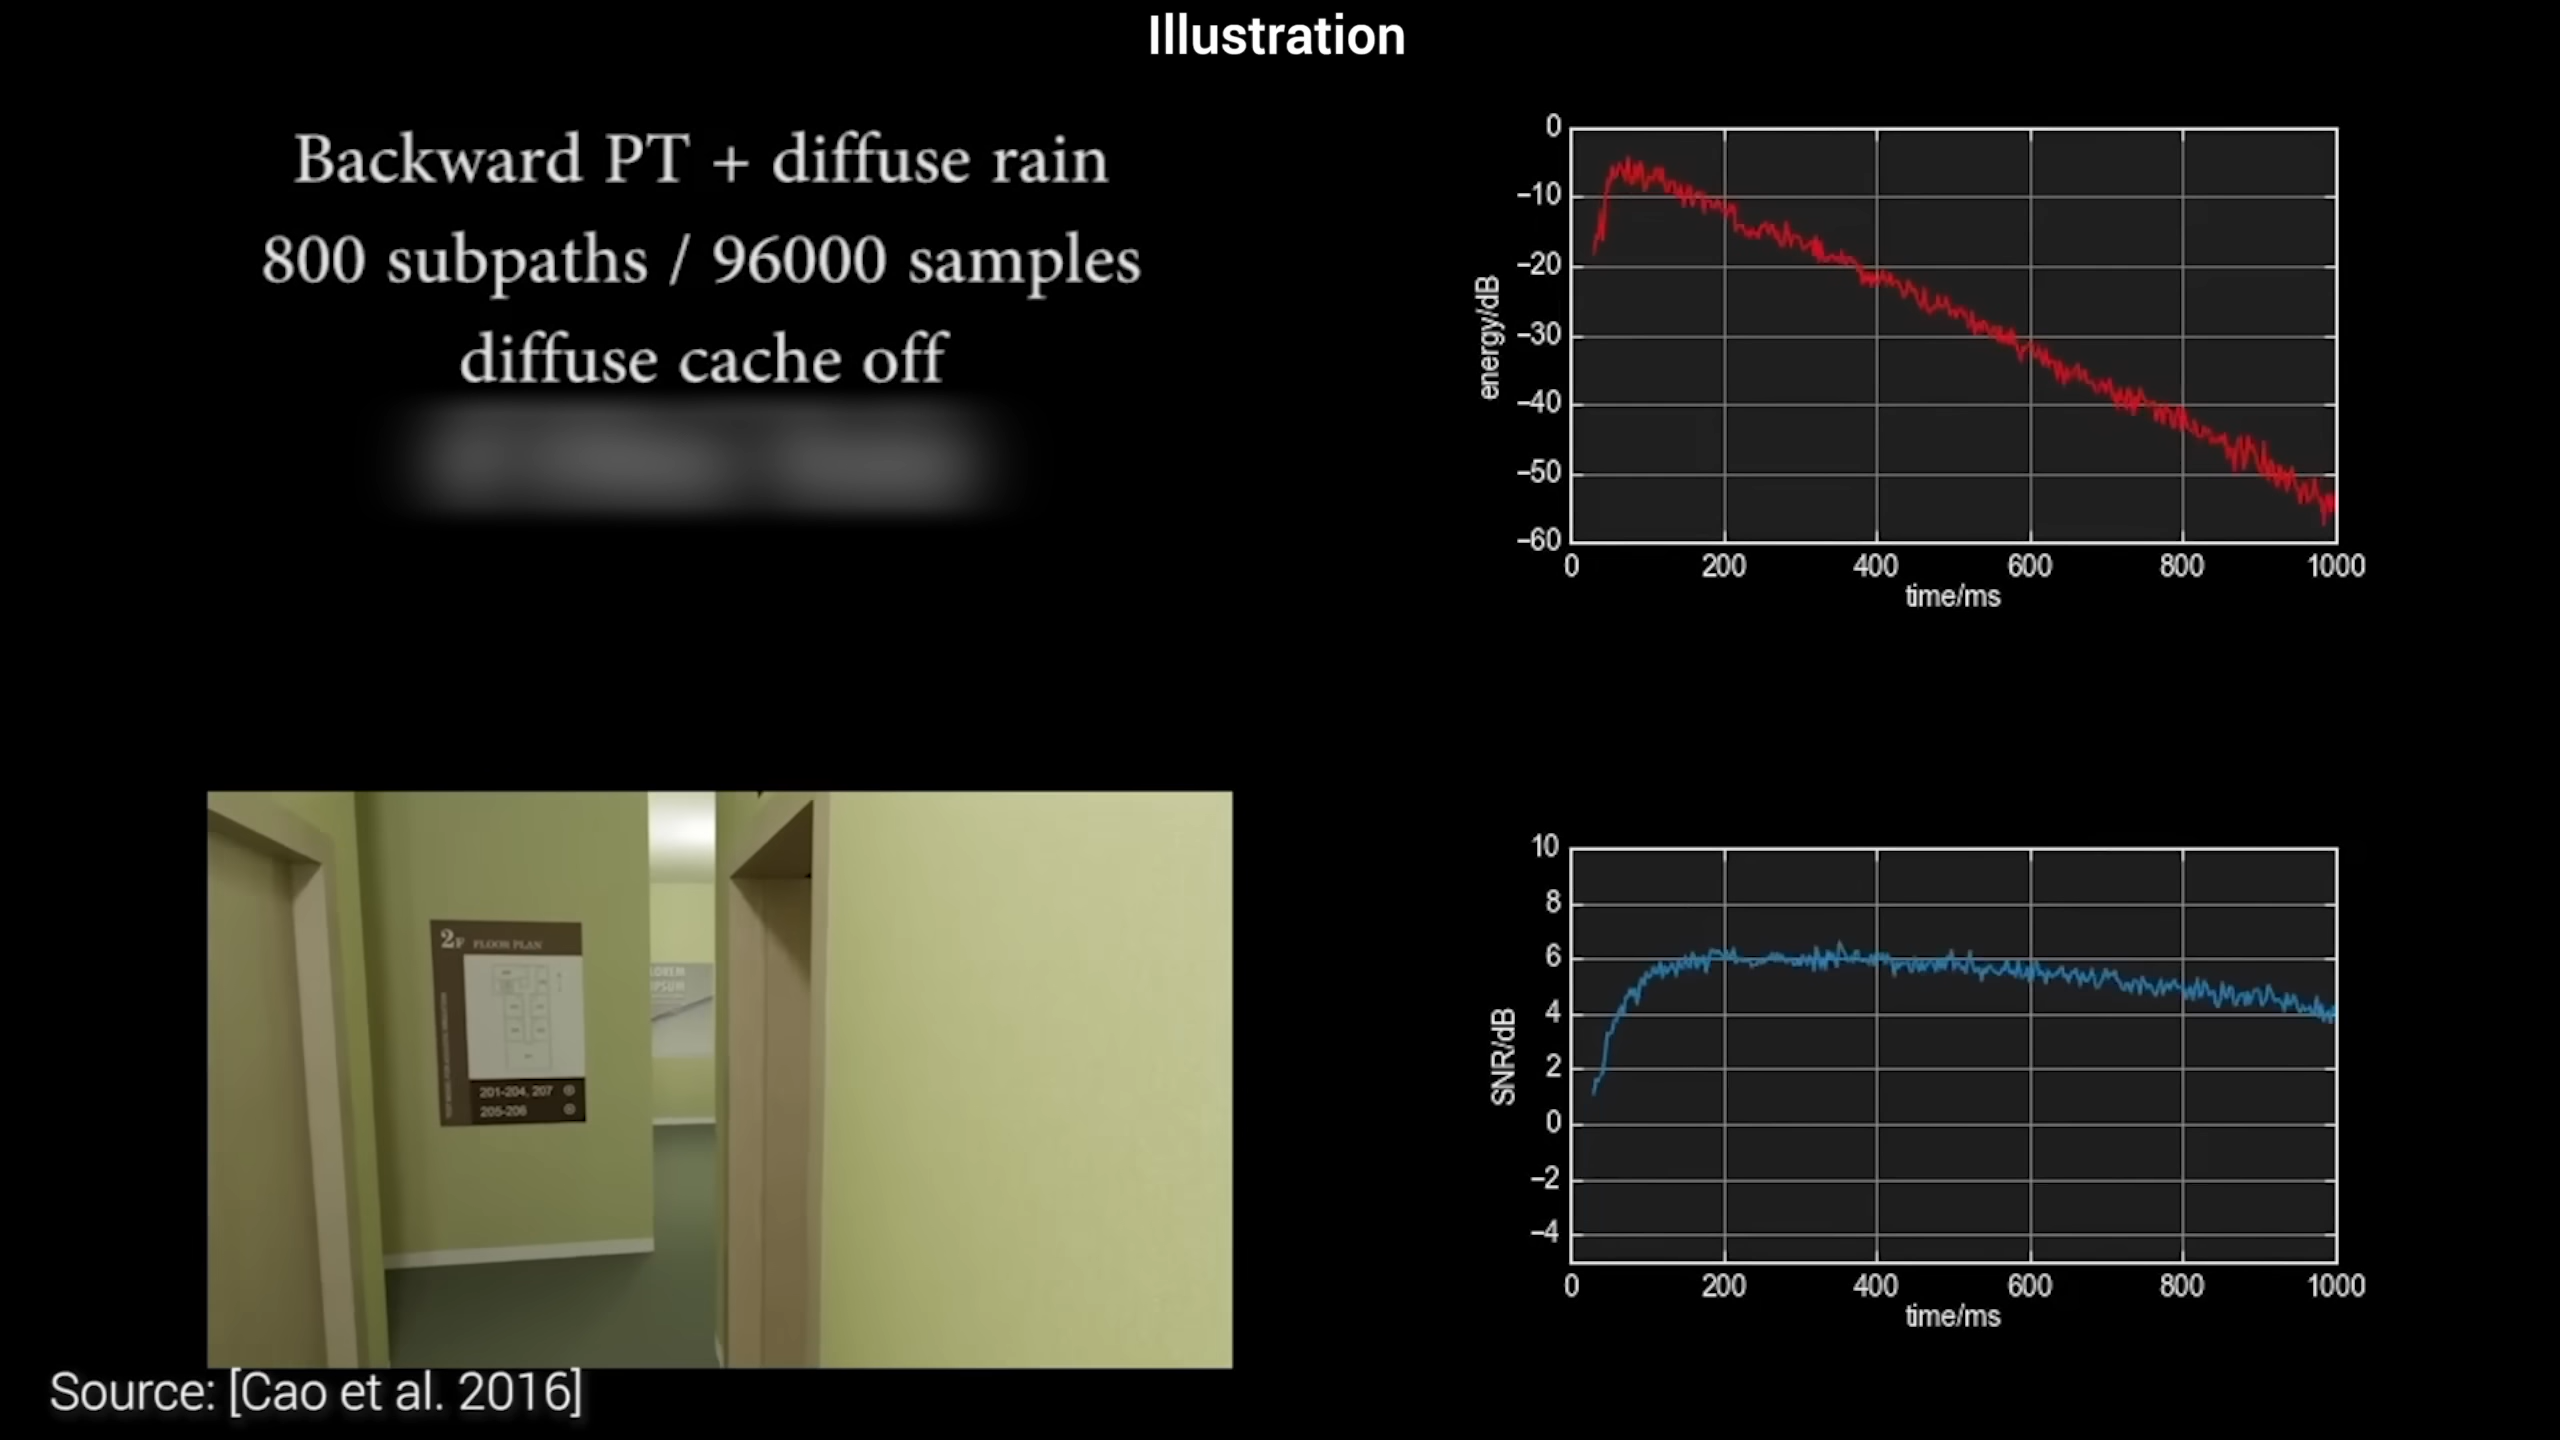 Illustration
Backward PT + diffuse rain
800 subpaths / 96000 samples
diffuse cache off
0
−10
−20
−30
−40
−50
−60
energy/dB
0 200 400 600 800 1000
time/ms
2F FLOOR PLAN
201-204, 207
205-206
LOREM
IPSUM
10
8
6
4
2
0
−2
−4
SNR/dB
0 200 400 600 800 1000
time/ms
Source: [Cao et al. 2016]